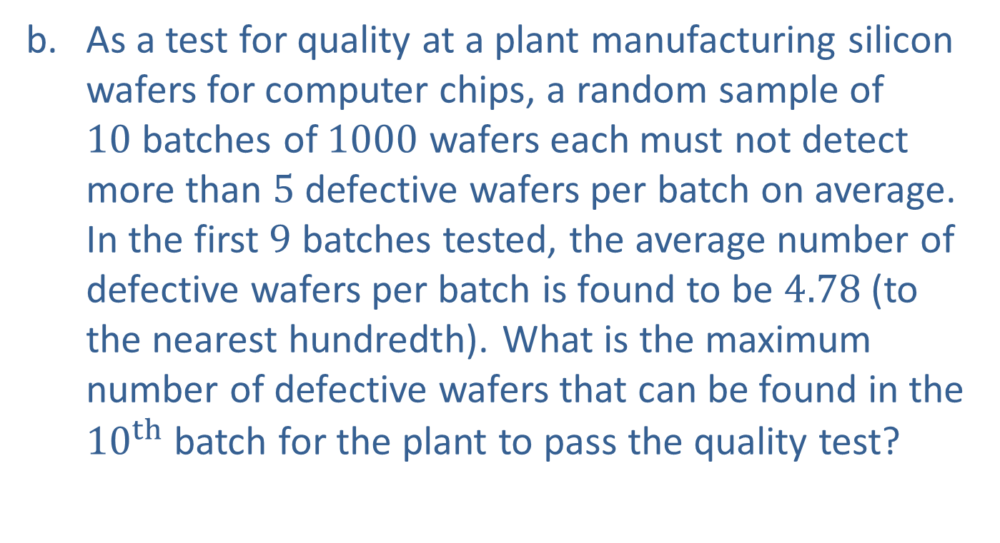 b. As a test for quality at a plant manufacturing silicon
wafers for computer chips, a random sample of
10 batches of 1000 wafers each must not detect
more than 5 defective wafers per batch on average.
In the first 9 batches tested, the average number of
defective wafers per batch is found to be 4.78 (to
the nearest hundredth). What is the maximum
number of defective wafers that can be found in the
10th batch for the plant to pass the quality test?